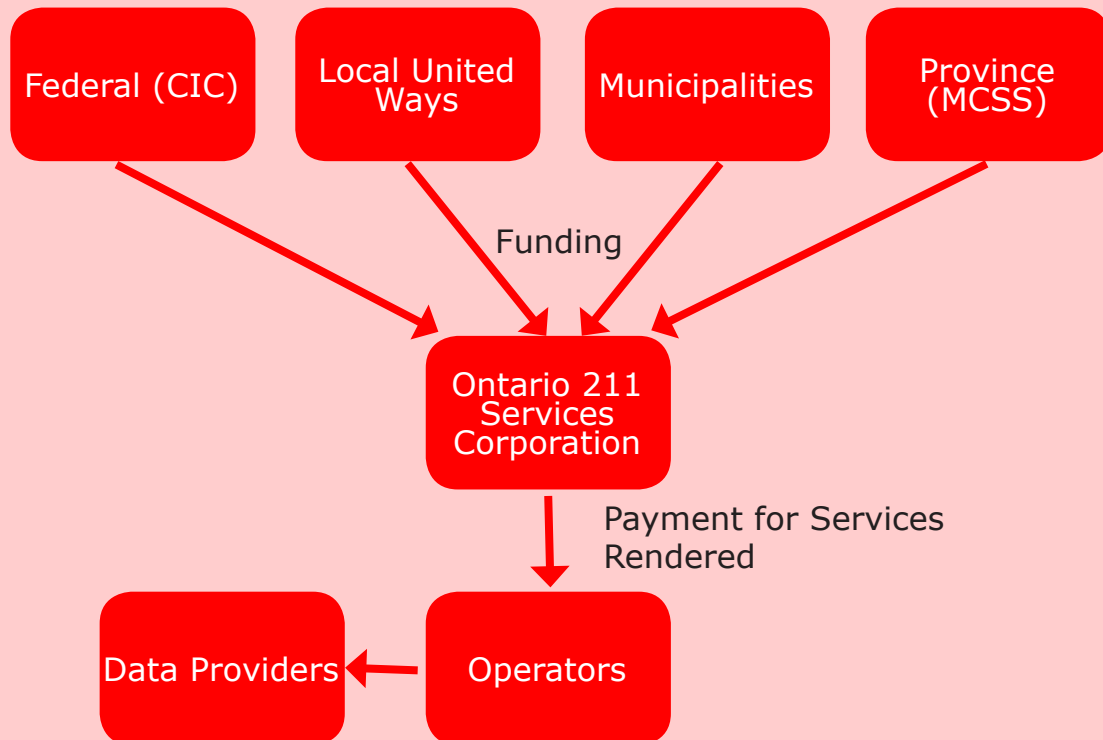 Federal (CIC)
Local United
Ways
Municipalities
Province
(MCSS)
Funding
Ontario 211
Services
Corporation
Payment for Services
Rendered
Data Providers
Operators